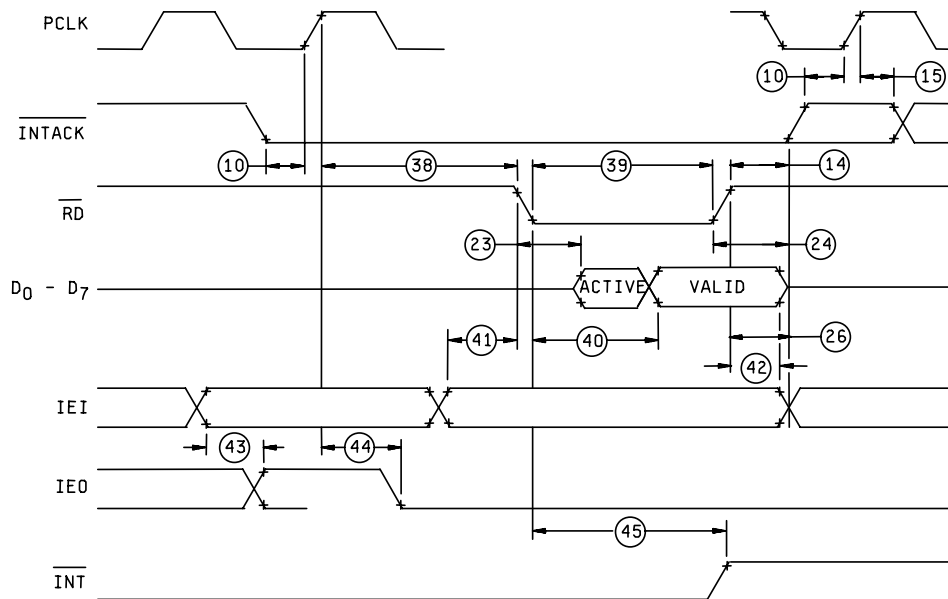 PCLK
10
15
INTACK
10
38
39
14
RD
23
24
D0 - D7
ACTIVE
VALID
41
40
26
42
IEI
43
44
IEO
45
INT